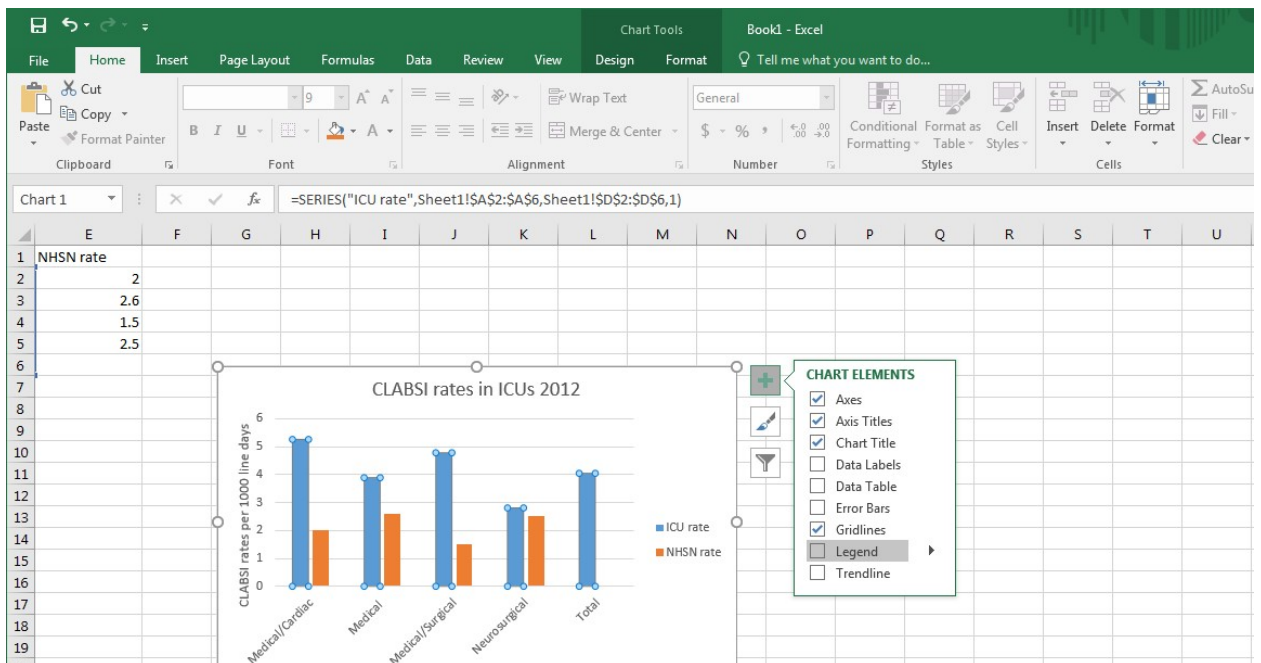 Chart Tools
Book1 - Excel
File Home Insert Page Layout Formulas Data Review View Design Format Tell me what you want to do...
Cut
Copy
Format Painter
Paste
Clipboard
9
A A
B I U A
Font
Wrap Text
Merge & Center
Alignment
General
$ % , .0 .00 .00 .0
Number
Conditional Formatting
Format as Table
Cell Styles
Styles
Insert Delete Format
Cells
AutoSu
Fill
Clear
Chart 1 fx =SERIES("ICU rate",Sheet1!$A$2:$A$6,Sheet1!$D$2:$D$6,1)
E F G H I J K L M N O P Q R S T U
1 NHSN rate
2 2
3 2.6
4 1.5
5 2.5
6
7
8
9
10
11
12
13
14
15
16
17
18
19
CLABSI rates in ICUs 2012
CLABSI rates per 1000 line days
6
5
4
3
2
1
0
Medical/Cardiac
Medical
Medical/Surgical
Neurosurgical
Total
ICU rate
NHSN rate
CHART ELEMENTS
Axes
Axis Titles
Chart Title
Data Labels
Data Table
Error Bars
Gridlines
Legend
Trendline